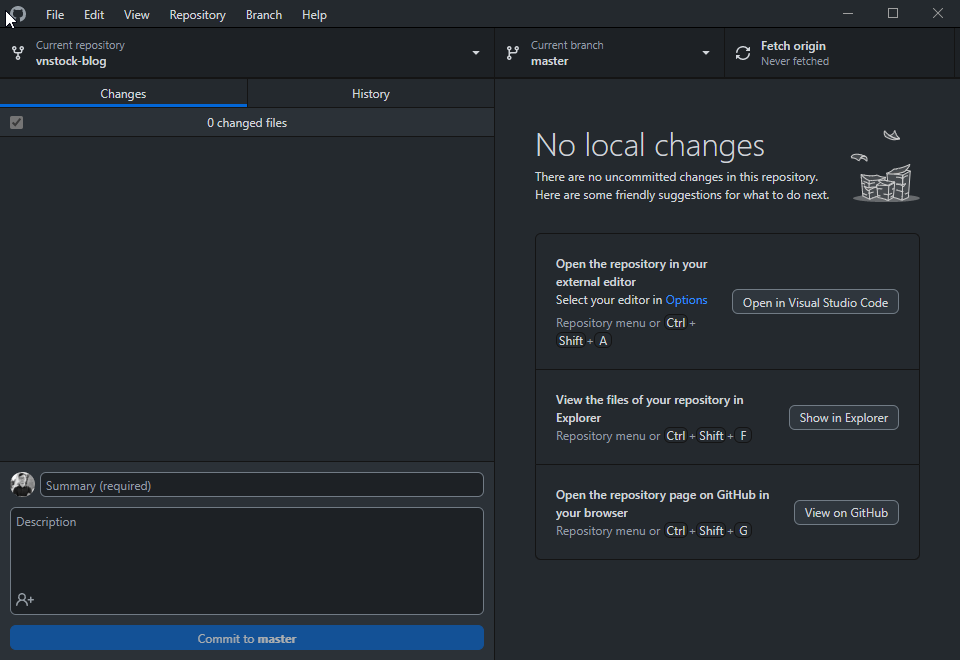 File Edit View Repository Branch Help
Current repository
vnstock-blog
Current branch
master
Fetch origin
Never fetched
Changes
History
0 changed files
No local changes
There are no uncommitted changes in this repository.
Here are some friendly suggestions for what to do next.
Open the repository in your
external editor
Select your editor in Options
Repository menu or Ctrl +
Shift + A
Open in Visual Studio Code
View the files of your repository in
Explorer
Repository menu or Ctrl + Shift + F
Show in Explorer
Open the repository page on GitHub in
your browser
Repository menu or Ctrl + Shift + G
View on GitHub
Summary (required)
Description
Commit to master